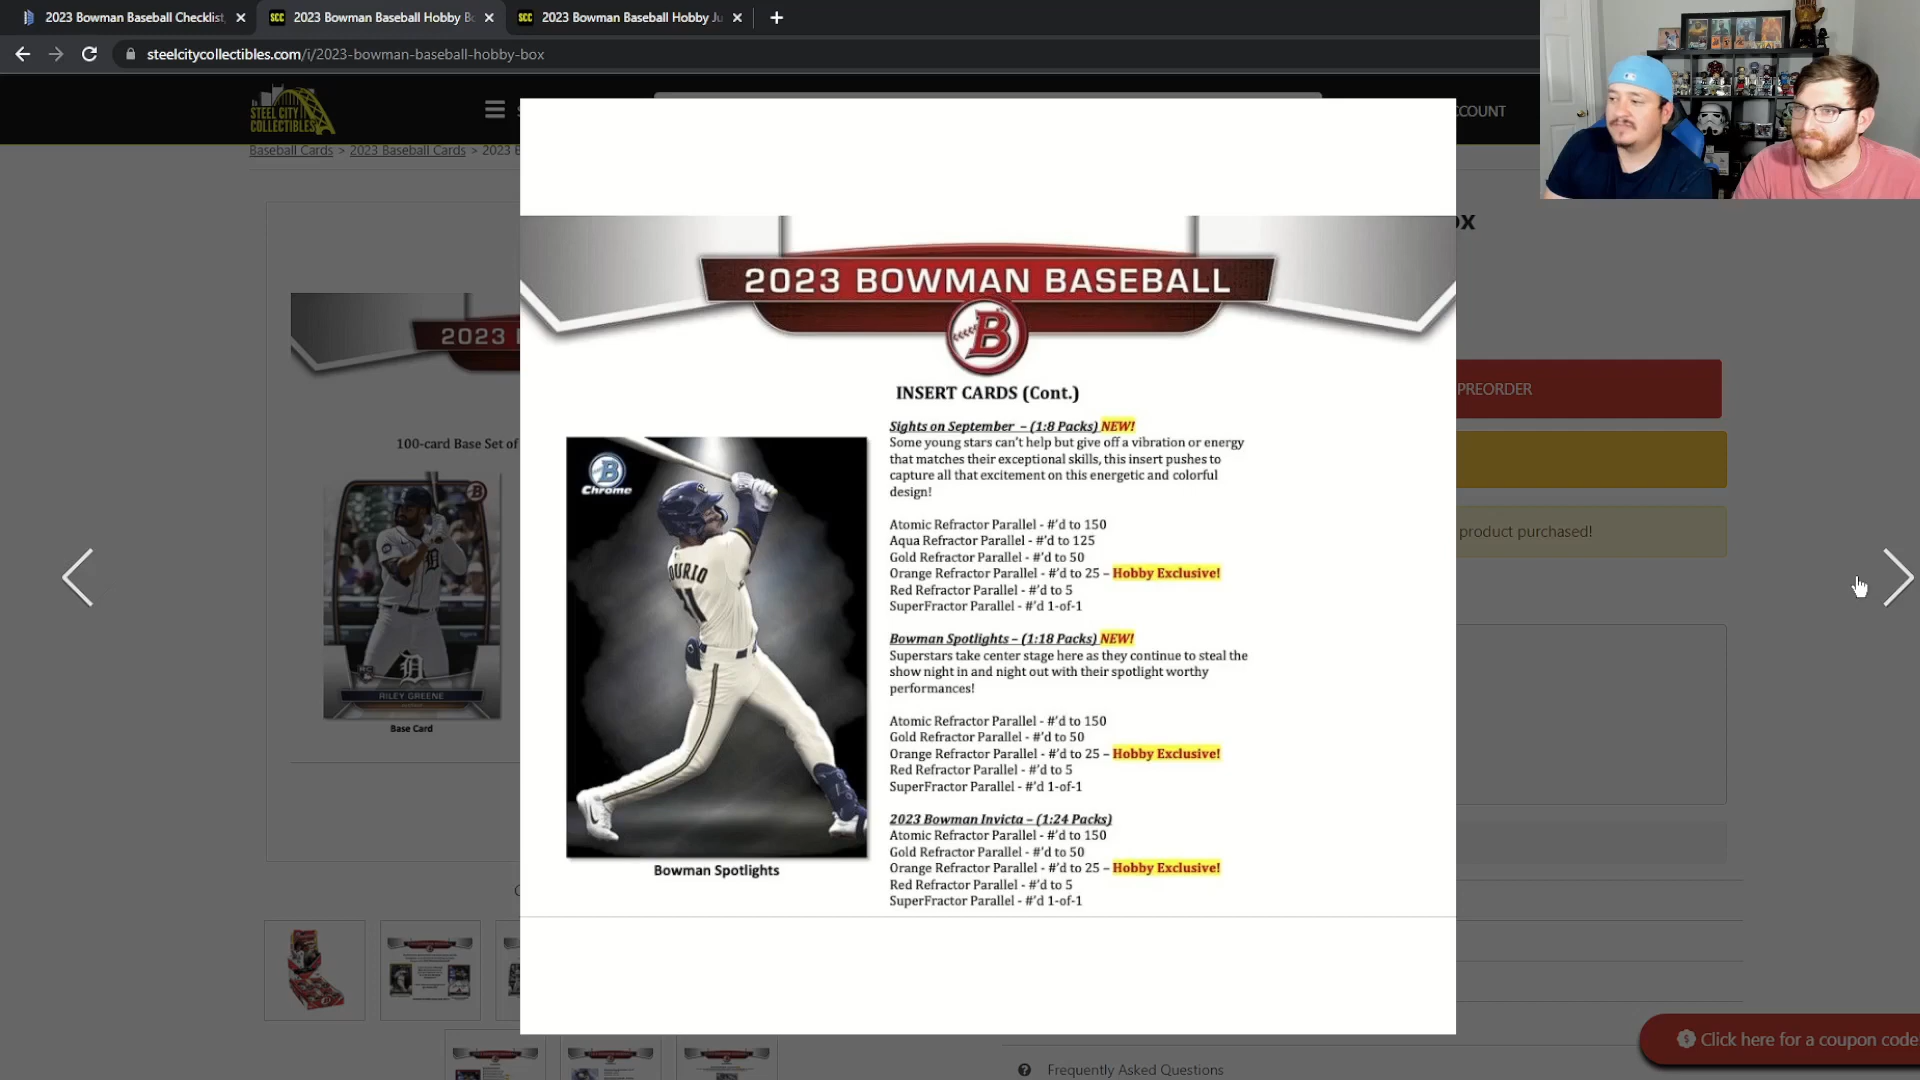 2023 Bowman Baseball Checklist,
2023 Bowman Baseball Hobby Bo
2023 Bowman Baseball Hobby Ju
steelcitycollectibles.com/i/2023-bowman-baseball-hobby-box
STEEL CITY
COLLECTIBLES
COUNT
Baseball Cards > 2023 Baseball Cards > 2023 B
ox
2023 BOWMAN BASEBALL
B
INSERT CARDS (Cont.)
Sights on September – (1:8 Packs) NEW!
Some young stars can't help but give off a vibration or energy
that matches their exceptional skills, this insert pushes to
capture all that excitement on this energetic and colorful
design!
Atomic Refractor Parallel - #'d to 150
Aqua Refractor Parallel - #'d to 125
Gold Refractor Parallel - #'d to 50
Orange Refractor Parallel - #'d to 25 – Hobby Exclusive!
Red Refractor Parallel - #'d to 5
SuperFractor Parallel - #'d 1-of-1
Bowman Spotlights – (1:18 Packs) NEW!
Superstars take center stage here as they continue to steal the
show night in and night out with their spotlight worthy
performances!
Atomic Refractor Parallel - #'d to 150
Gold Refractor Parallel - #'d to 50
Orange Refractor Parallel - #'d to 25 – Hobby Exclusive!
Red Refractor Parallel - #'d to 5
SuperFractor Parallel - #'d 1-of-1
2023 Bowman Invicta – (1:24 Packs)
Atomic Refractor Parallel - #'d to 150
Gold Refractor Parallel - #'d to 50
Orange Refractor Parallel - #'d to 25 – Hobby Exclusive!
Red Refractor Parallel - #'d to 5
SuperFractor Parallel - #'d 1-of-1
B
Chrome
OURIO
11
Bowman Spotlights
2023
100-card Base Set of
RILEY GREENE
Base Card
PREORDER
product purchased!
Click here for a coupon code
Frequently Asked Questions